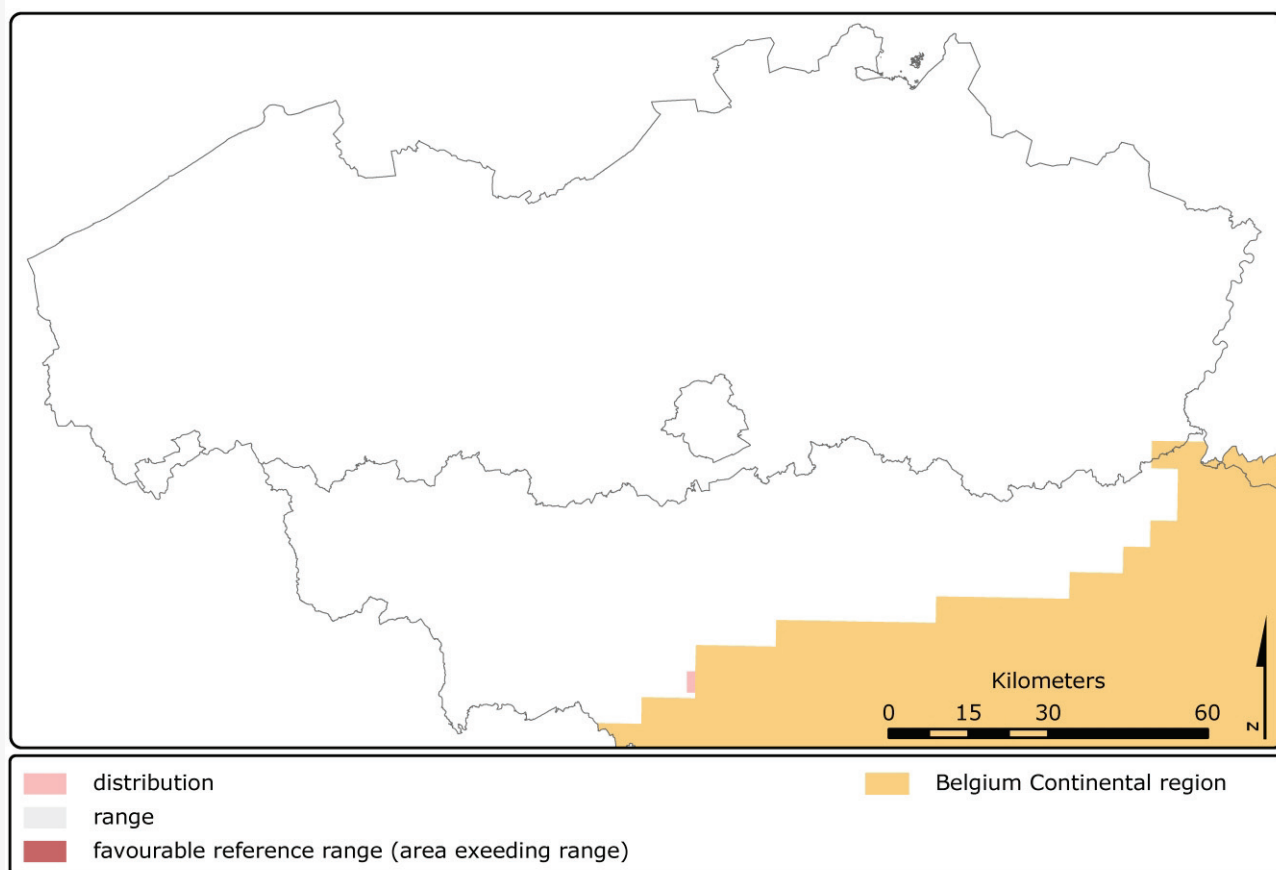 Kilometers
0 15 30 60
N
distribution
range
favourable reference range (area exeeding range)
Belgium Continental region